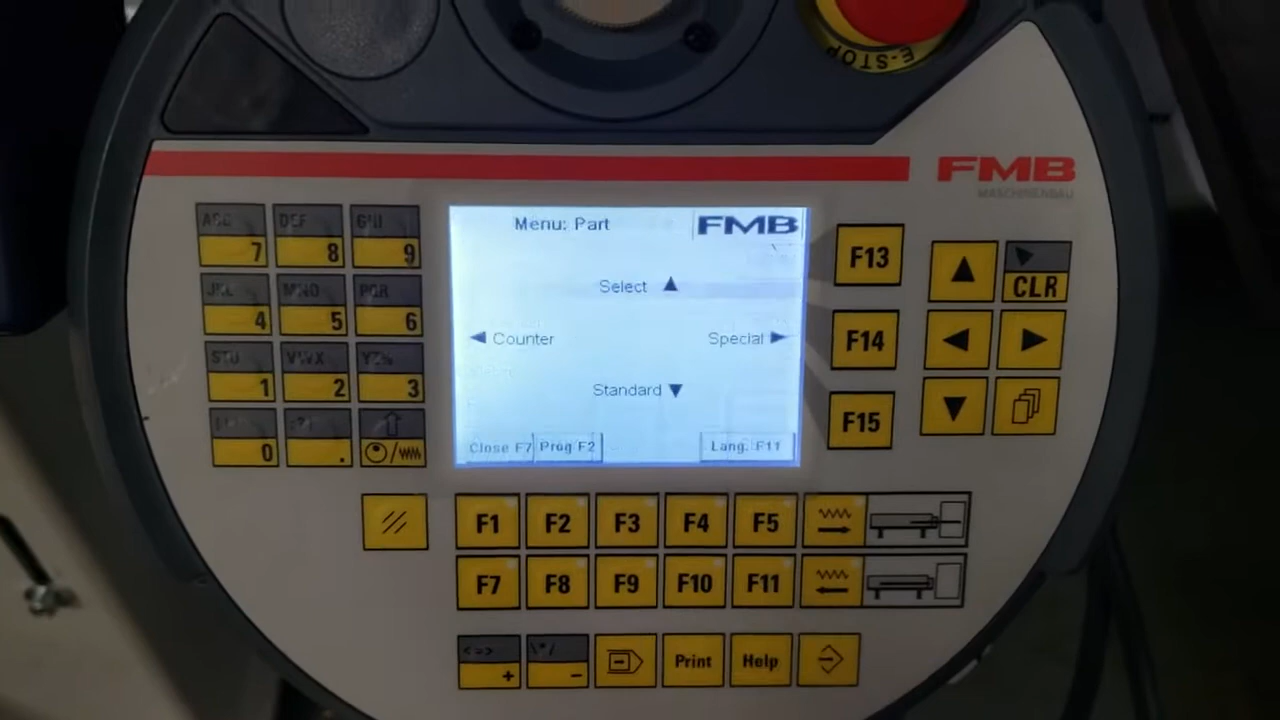 E-STOP
FMB
MASCHINENBAU
Menu: Part
FMB
Select ▲
◀ Counter
Special ▶
Standard ▼
Close F7
Prog F2
Lang. F11
ABC
7
DEF
8
GHI
9
JKL
4
MNO
5
PQR
6
STU
1
VWX
2
YZ%
3
0
.
F13
F14
F15
CLR
F1
F2
F3
F4
F5
F7
F8
F9
F10
F11
<=>
+
\*/
-
Print
Help